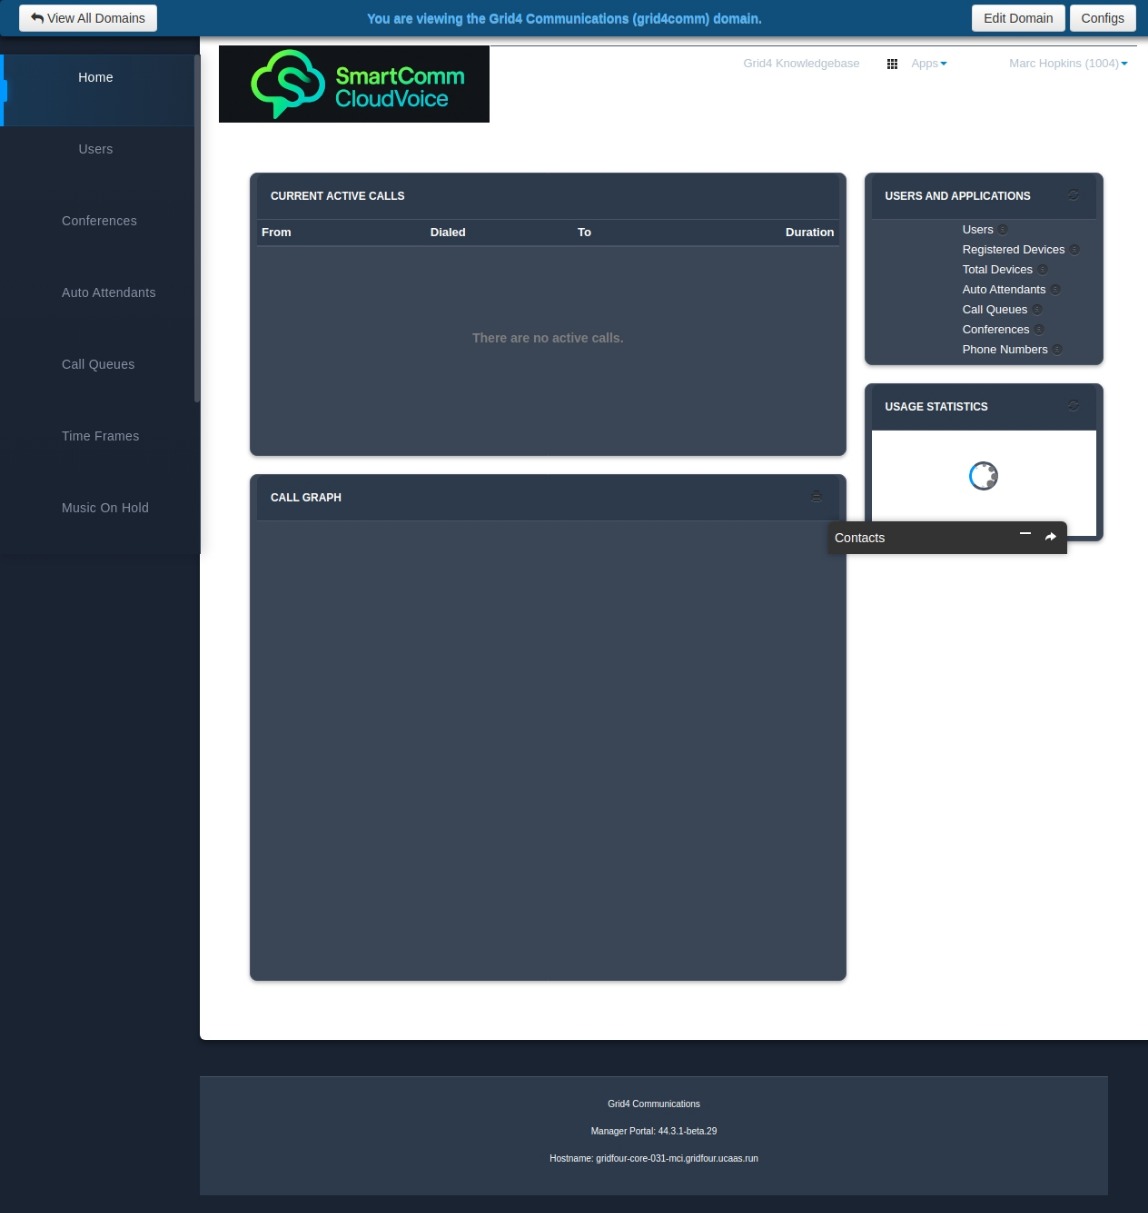 View All Domains
You are viewing the Grid4 Communications (grid4comm) domain.
Edit Domain
Configs
Home
Users
Conferences
Auto Attendants
Call Queues
Time Frames
Music On Hold
SmartComm
CloudVoice
Grid4 Knowledgebase
Apps
Marc Hopkins (1004)
CURRENT ACTIVE CALLS
From Dialed To Duration
There are no active calls.
CALL GRAPH
USERS AND APPLICATIONS
Users
Registered Devices
Total Devices
Auto Attendants
Call Queues
Conferences
Phone Numbers
USAGE STATISTICS
Contacts
Grid4 Communications
Manager Portal: 44.3.1-beta.29
Hostname: gridfour-core-031-mci.gridfour.ucaas.run